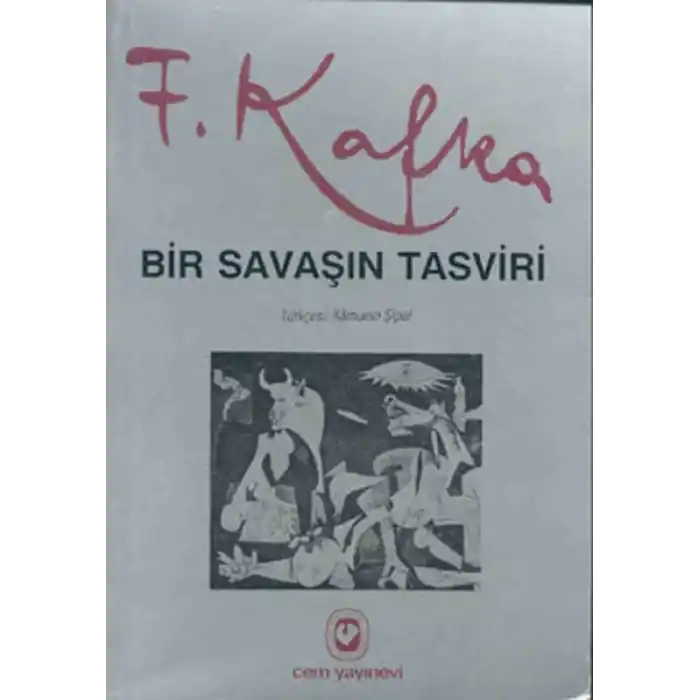 F. Kafka
BİR SAVAŞIN TASVİRİ
Türkçesi: Kâmuran Şipal
cem yayınevi